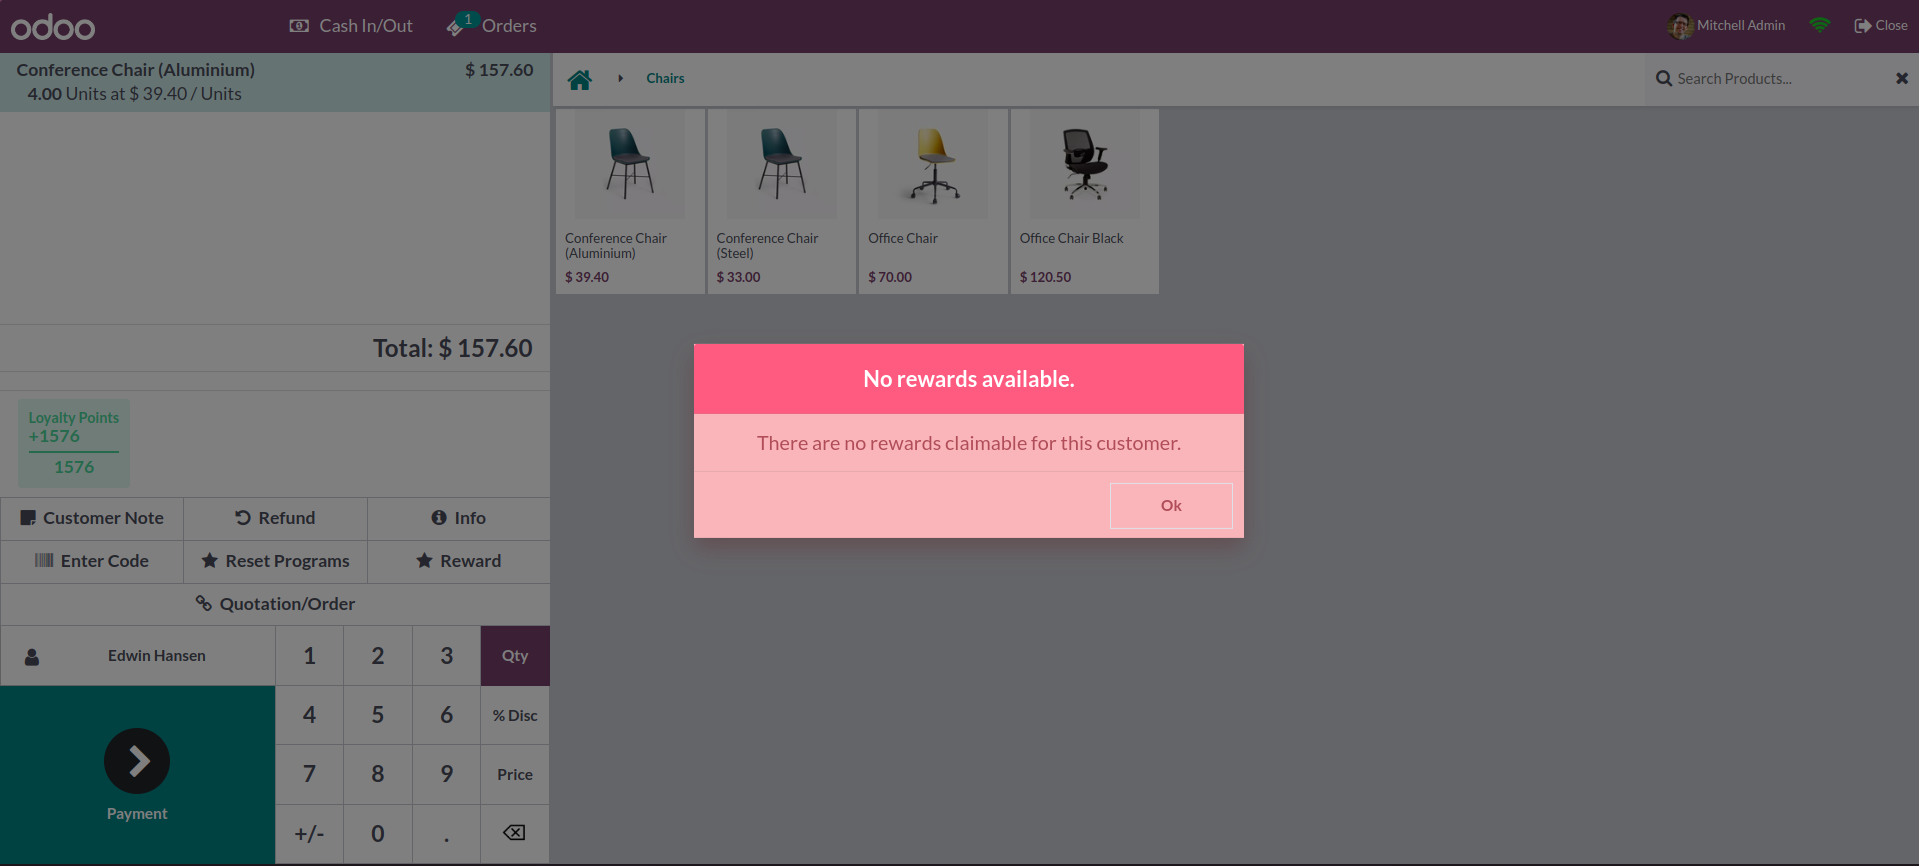 odoo
Cash In/Out
1
Orders
Mitchell Admin
Close
Conference Chair (Aluminium)
$ 157.60
4.00 Units at $ 39.40 / Units
Chairs
Search Products...
Conference Chair
(Aluminium)
$ 39.40
Conference Chair
(Steel)
$ 33.00
Office Chair
$ 70.00
Office Chair Black
$ 120.50
Total: $ 157.60
No rewards available.
There are no rewards claimable for this customer.
Ok
Loyalty Points
+1576
1576
Customer Note
Refund
Info
Enter Code
Reset Programs
Reward
Quotation/Order
Edwin Hansen
1 2 3 Qty
4 5 6 % Disc
7 8 9 Price
+/- 0 .
Payment